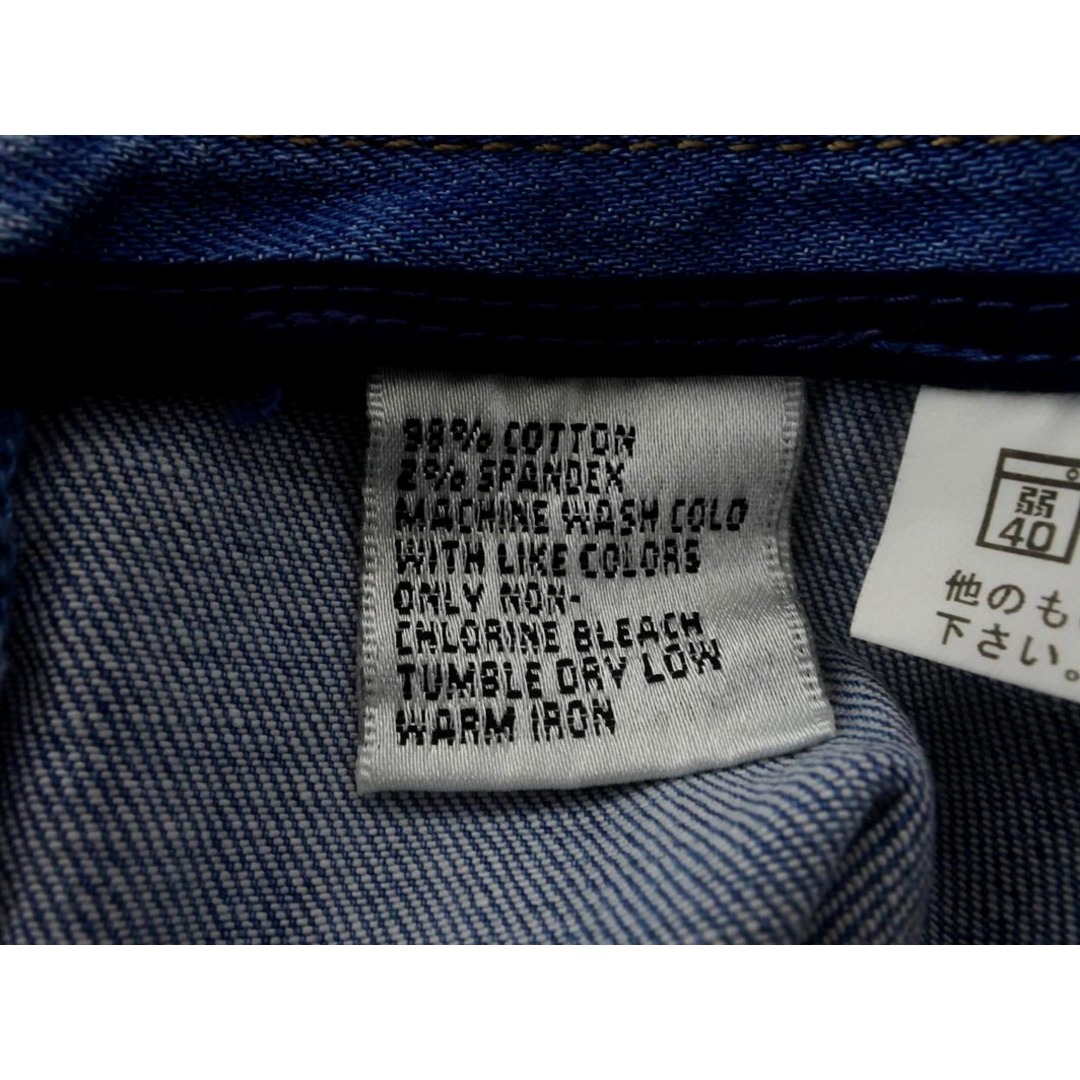 98% COTTON
2% SPANDEX
MACHINE WASH COLD
WITH LIKE COLORS
ONLY NON-
CHLORINE BLEACH
TUMBLE DRY LOW
WARM IRON
弱
40
他のも
下さい。